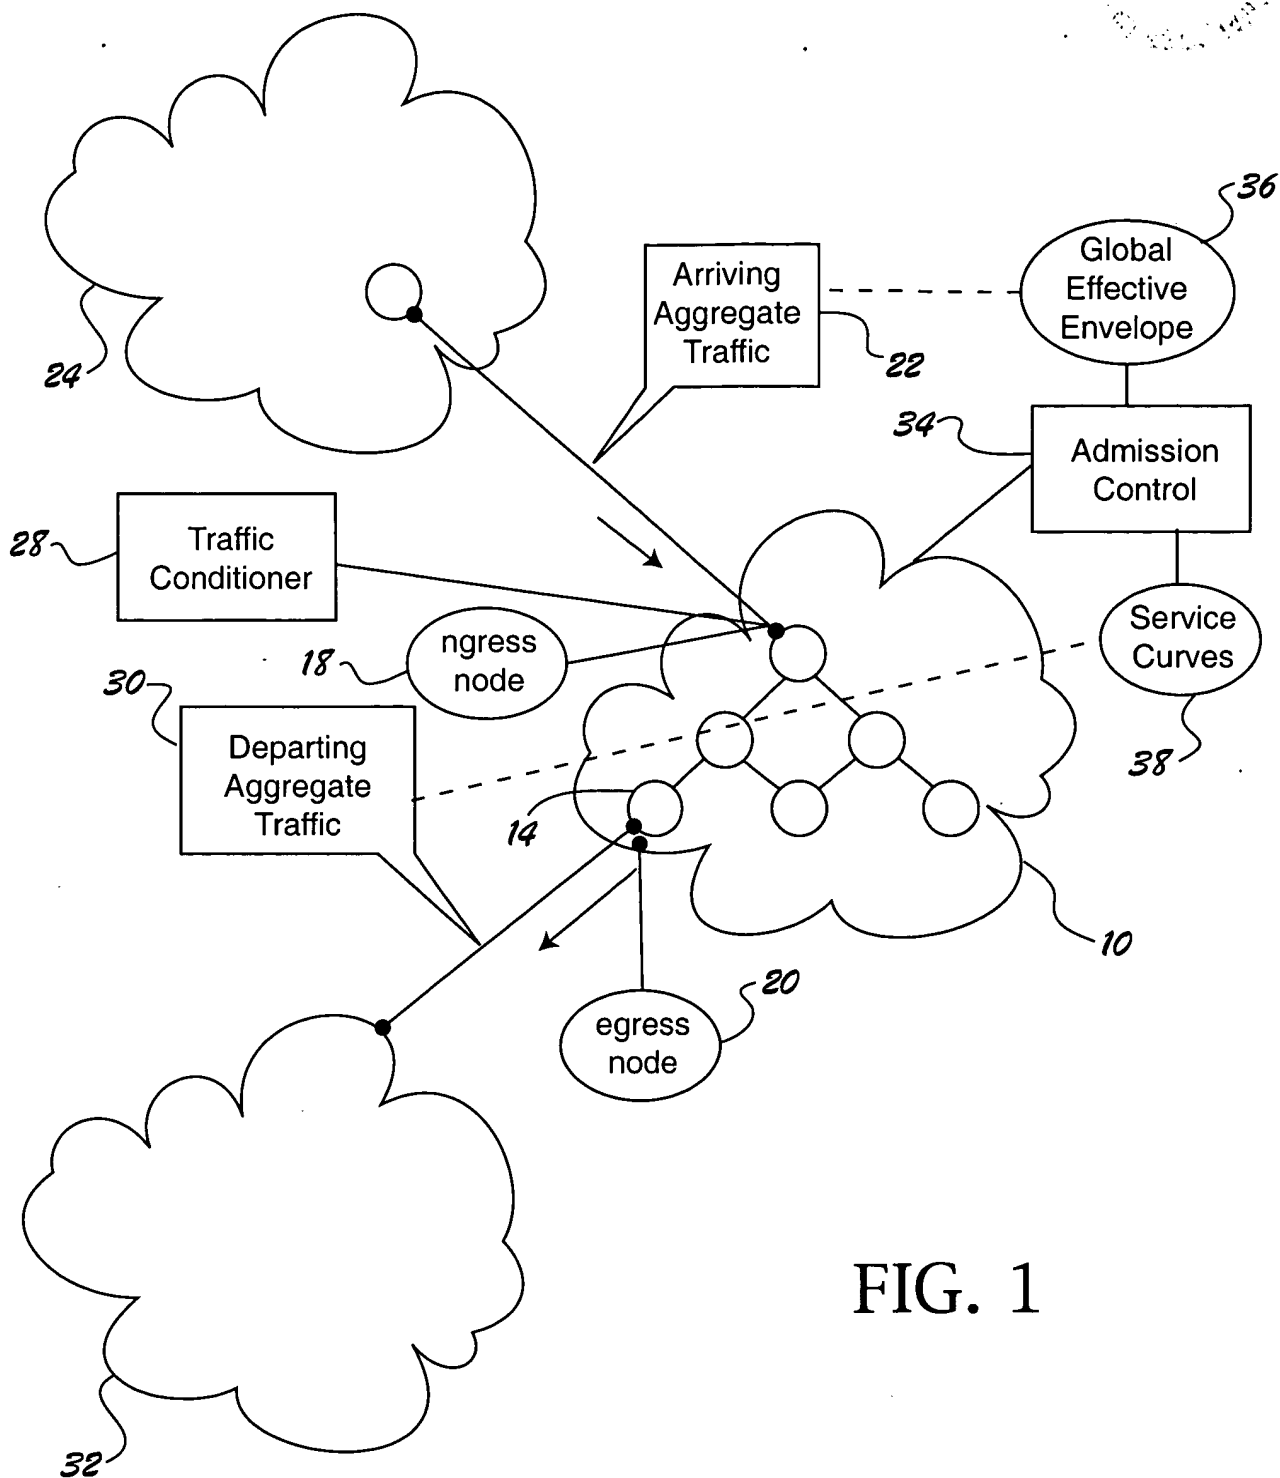 36
Global
Effective
Envelope
Arriving
Aggregate
Traffic
22
24
34
Admission
Control
28
Traffic
Conditioner
18
ngress
node
Service
Curves
38
30
Departing
Aggregate
Traffic
14
10
20
egress
node
FIG. 1
32